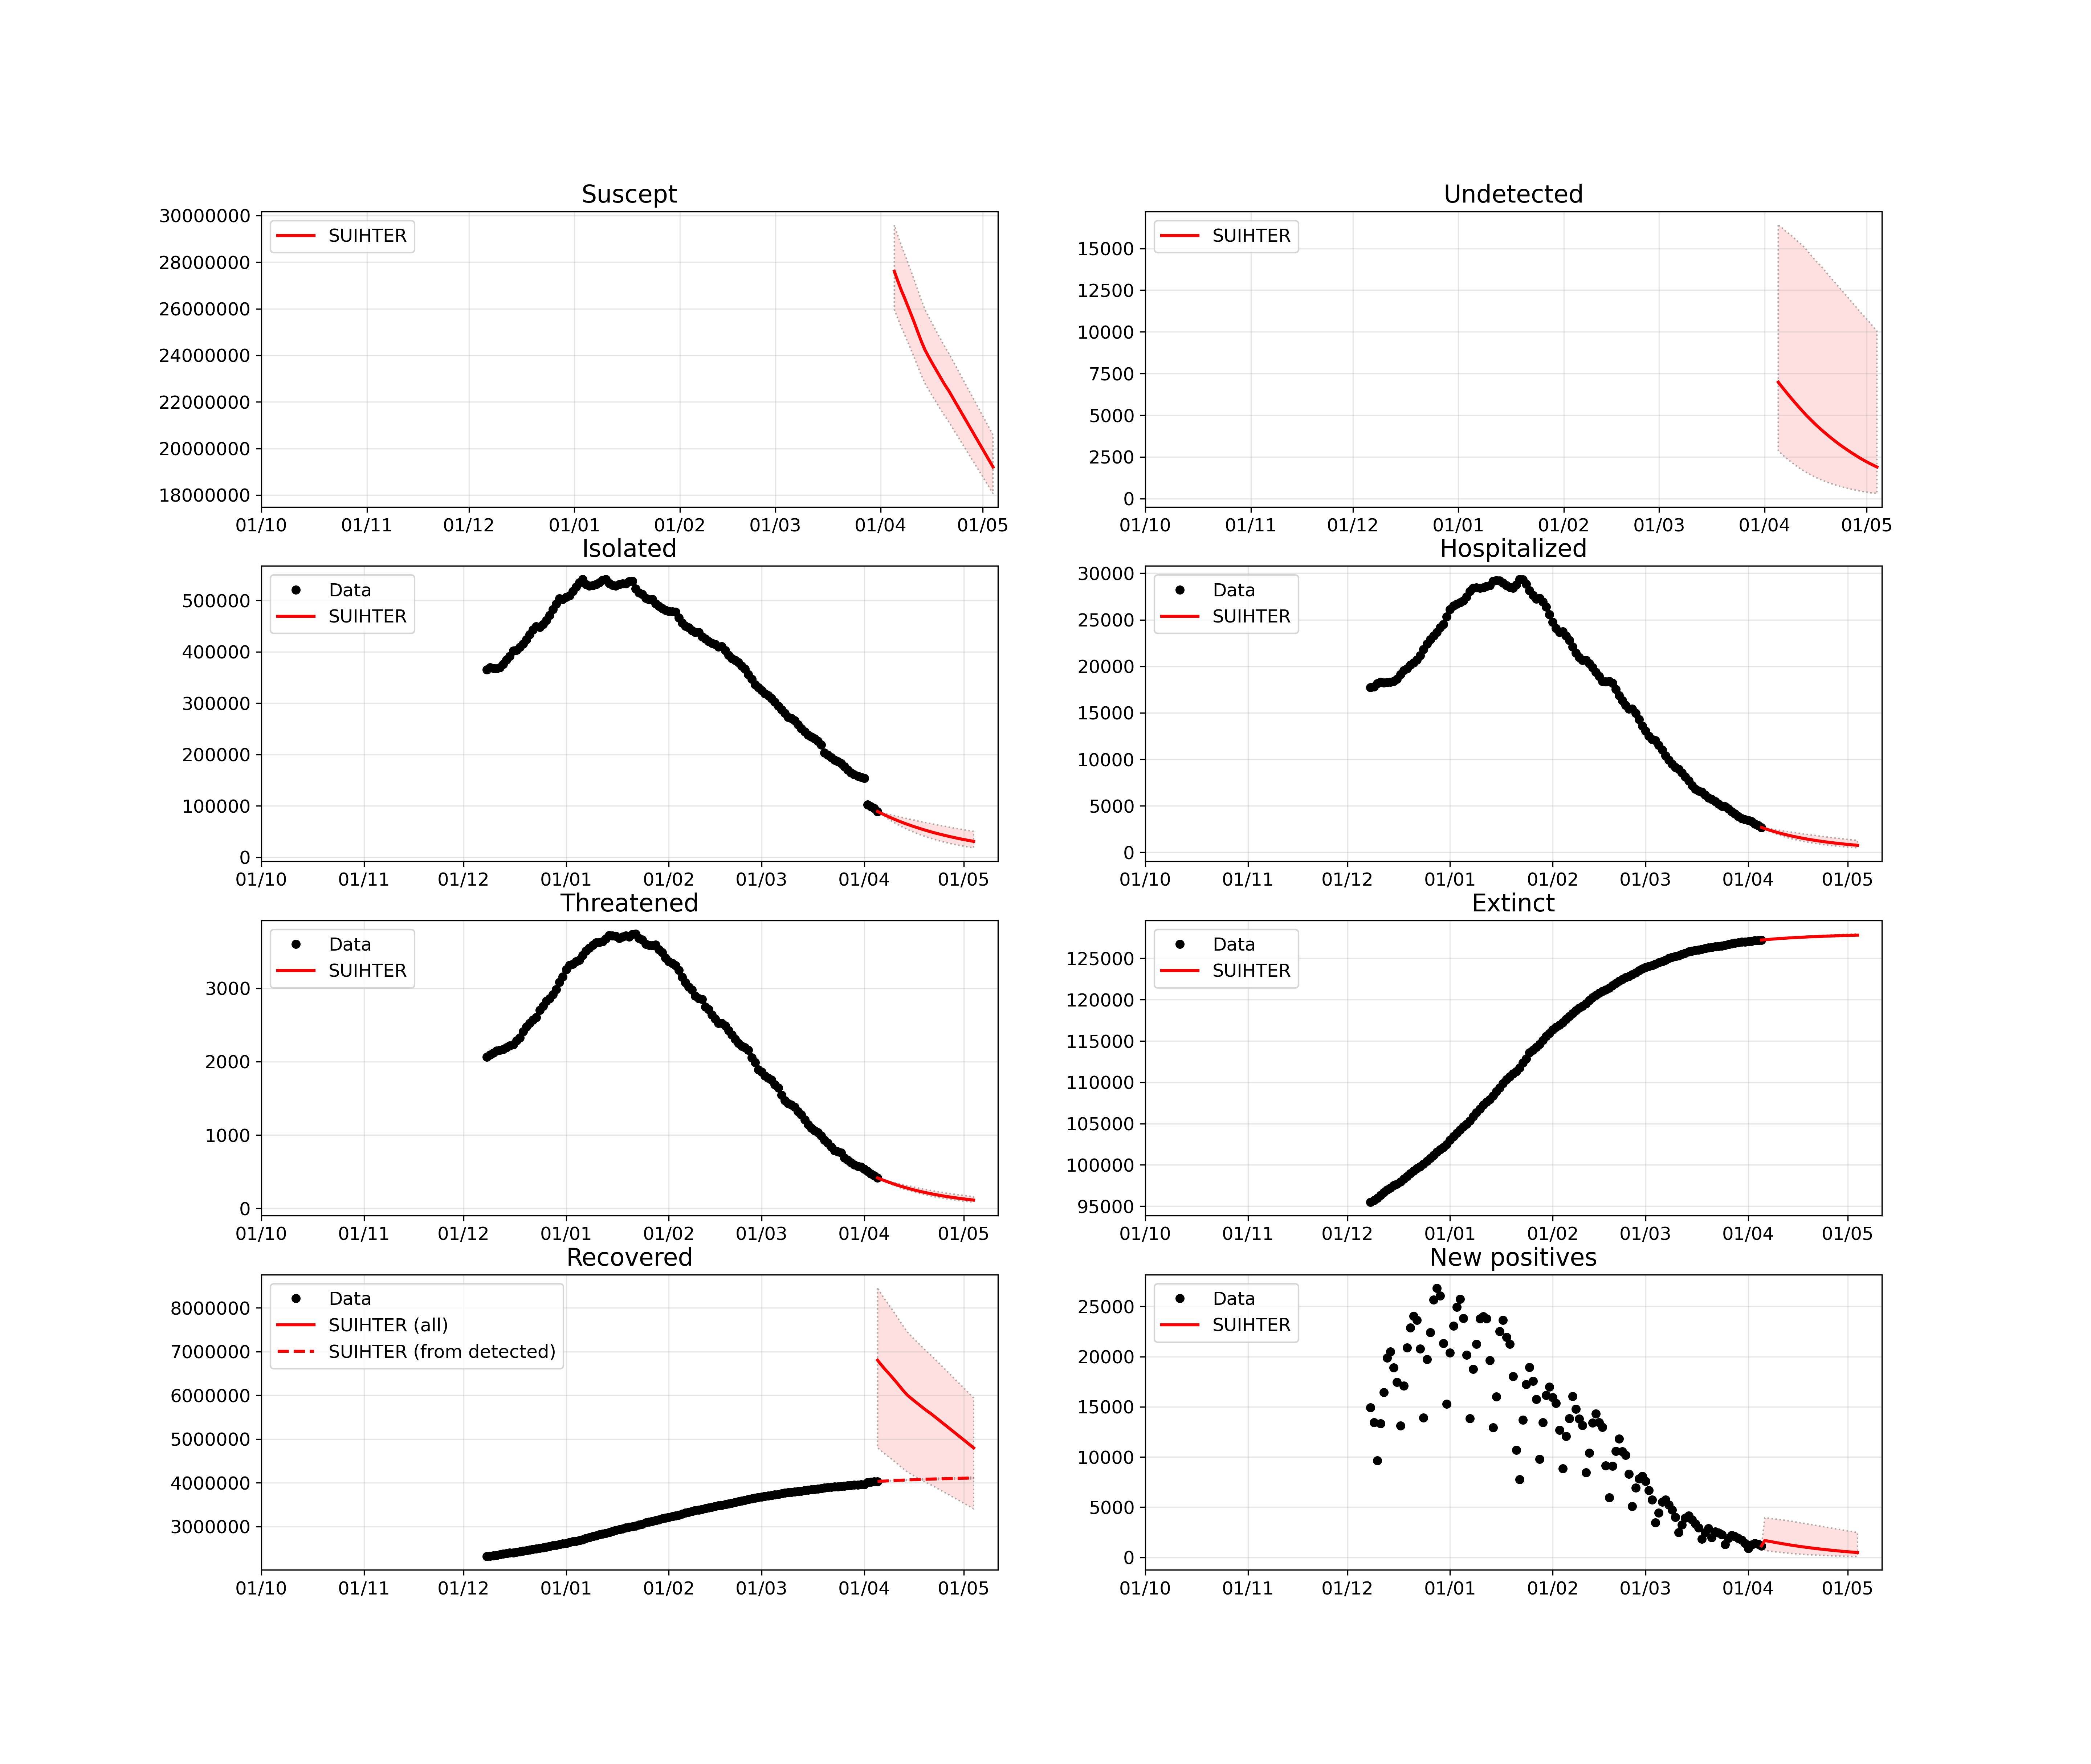 Suscept
SUIHTER
30000000
28000000
26000000
24000000
22000000
20000000
18000000
01/10 01/11 01/12 01/01 01/02 01/03 01/04 01/05
Undetected
SUIHTER
15000
12500
10000
7500
5000
2500
0
01/10 01/11 01/12 01/01 01/02 01/03 01/04 01/05
Isolated
Data
SUIHTER
500000
400000
300000
200000
100000
0
01/10 01/11 01/12 01/01 01/02 01/03 01/04 01/05
Hospitalized
Data
SUIHTER
30000
25000
20000
15000
10000
5000
0
01/10 01/11 01/12 01/01 01/02 01/03 01/04 01/05
Threatened
Data
SUIHTER
3000
2000
1000
0
01/10 01/11 01/12 01/01 01/02 01/03 01/04 01/05
Extinct
Data
SUIHTER
125000
120000
115000
110000
105000
100000
95000
01/10 01/11 01/12 01/01 01/02 01/03 01/04 01/05
Recovered
Data
SUIHTER (all)
SUIHTER (from detected)
8000000
7000000
6000000
5000000
4000000
3000000
01/10 01/11 01/12 01/01 01/02 01/03 01/04 01/05
New positives
Data
SUIHTER
25000
20000
15000
10000
5000
0
01/10 01/11 01/12 01/01 01/02 01/03 01/04 01/05